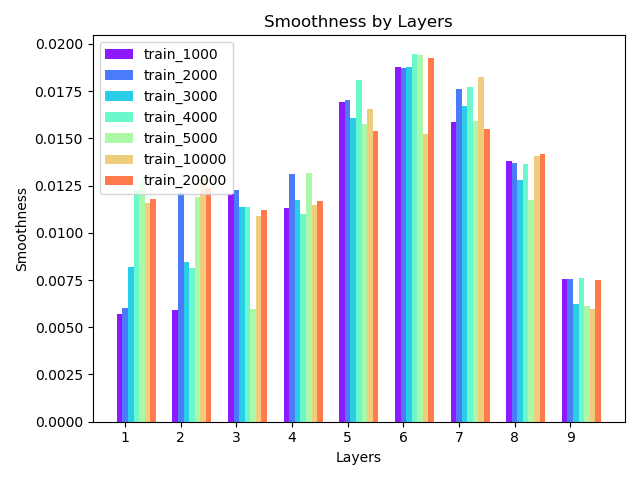 Smoothness by Layers
0.0200
0.0175
0.0150
0.0125
0.0100
0.0075
0.0050
0.0025
0.0000
Smoothness
train_1000
train_2000
train_3000
train_4000
train_5000
train_10000
train_20000
1 2 3 4 5 6 7 8 9
Layers